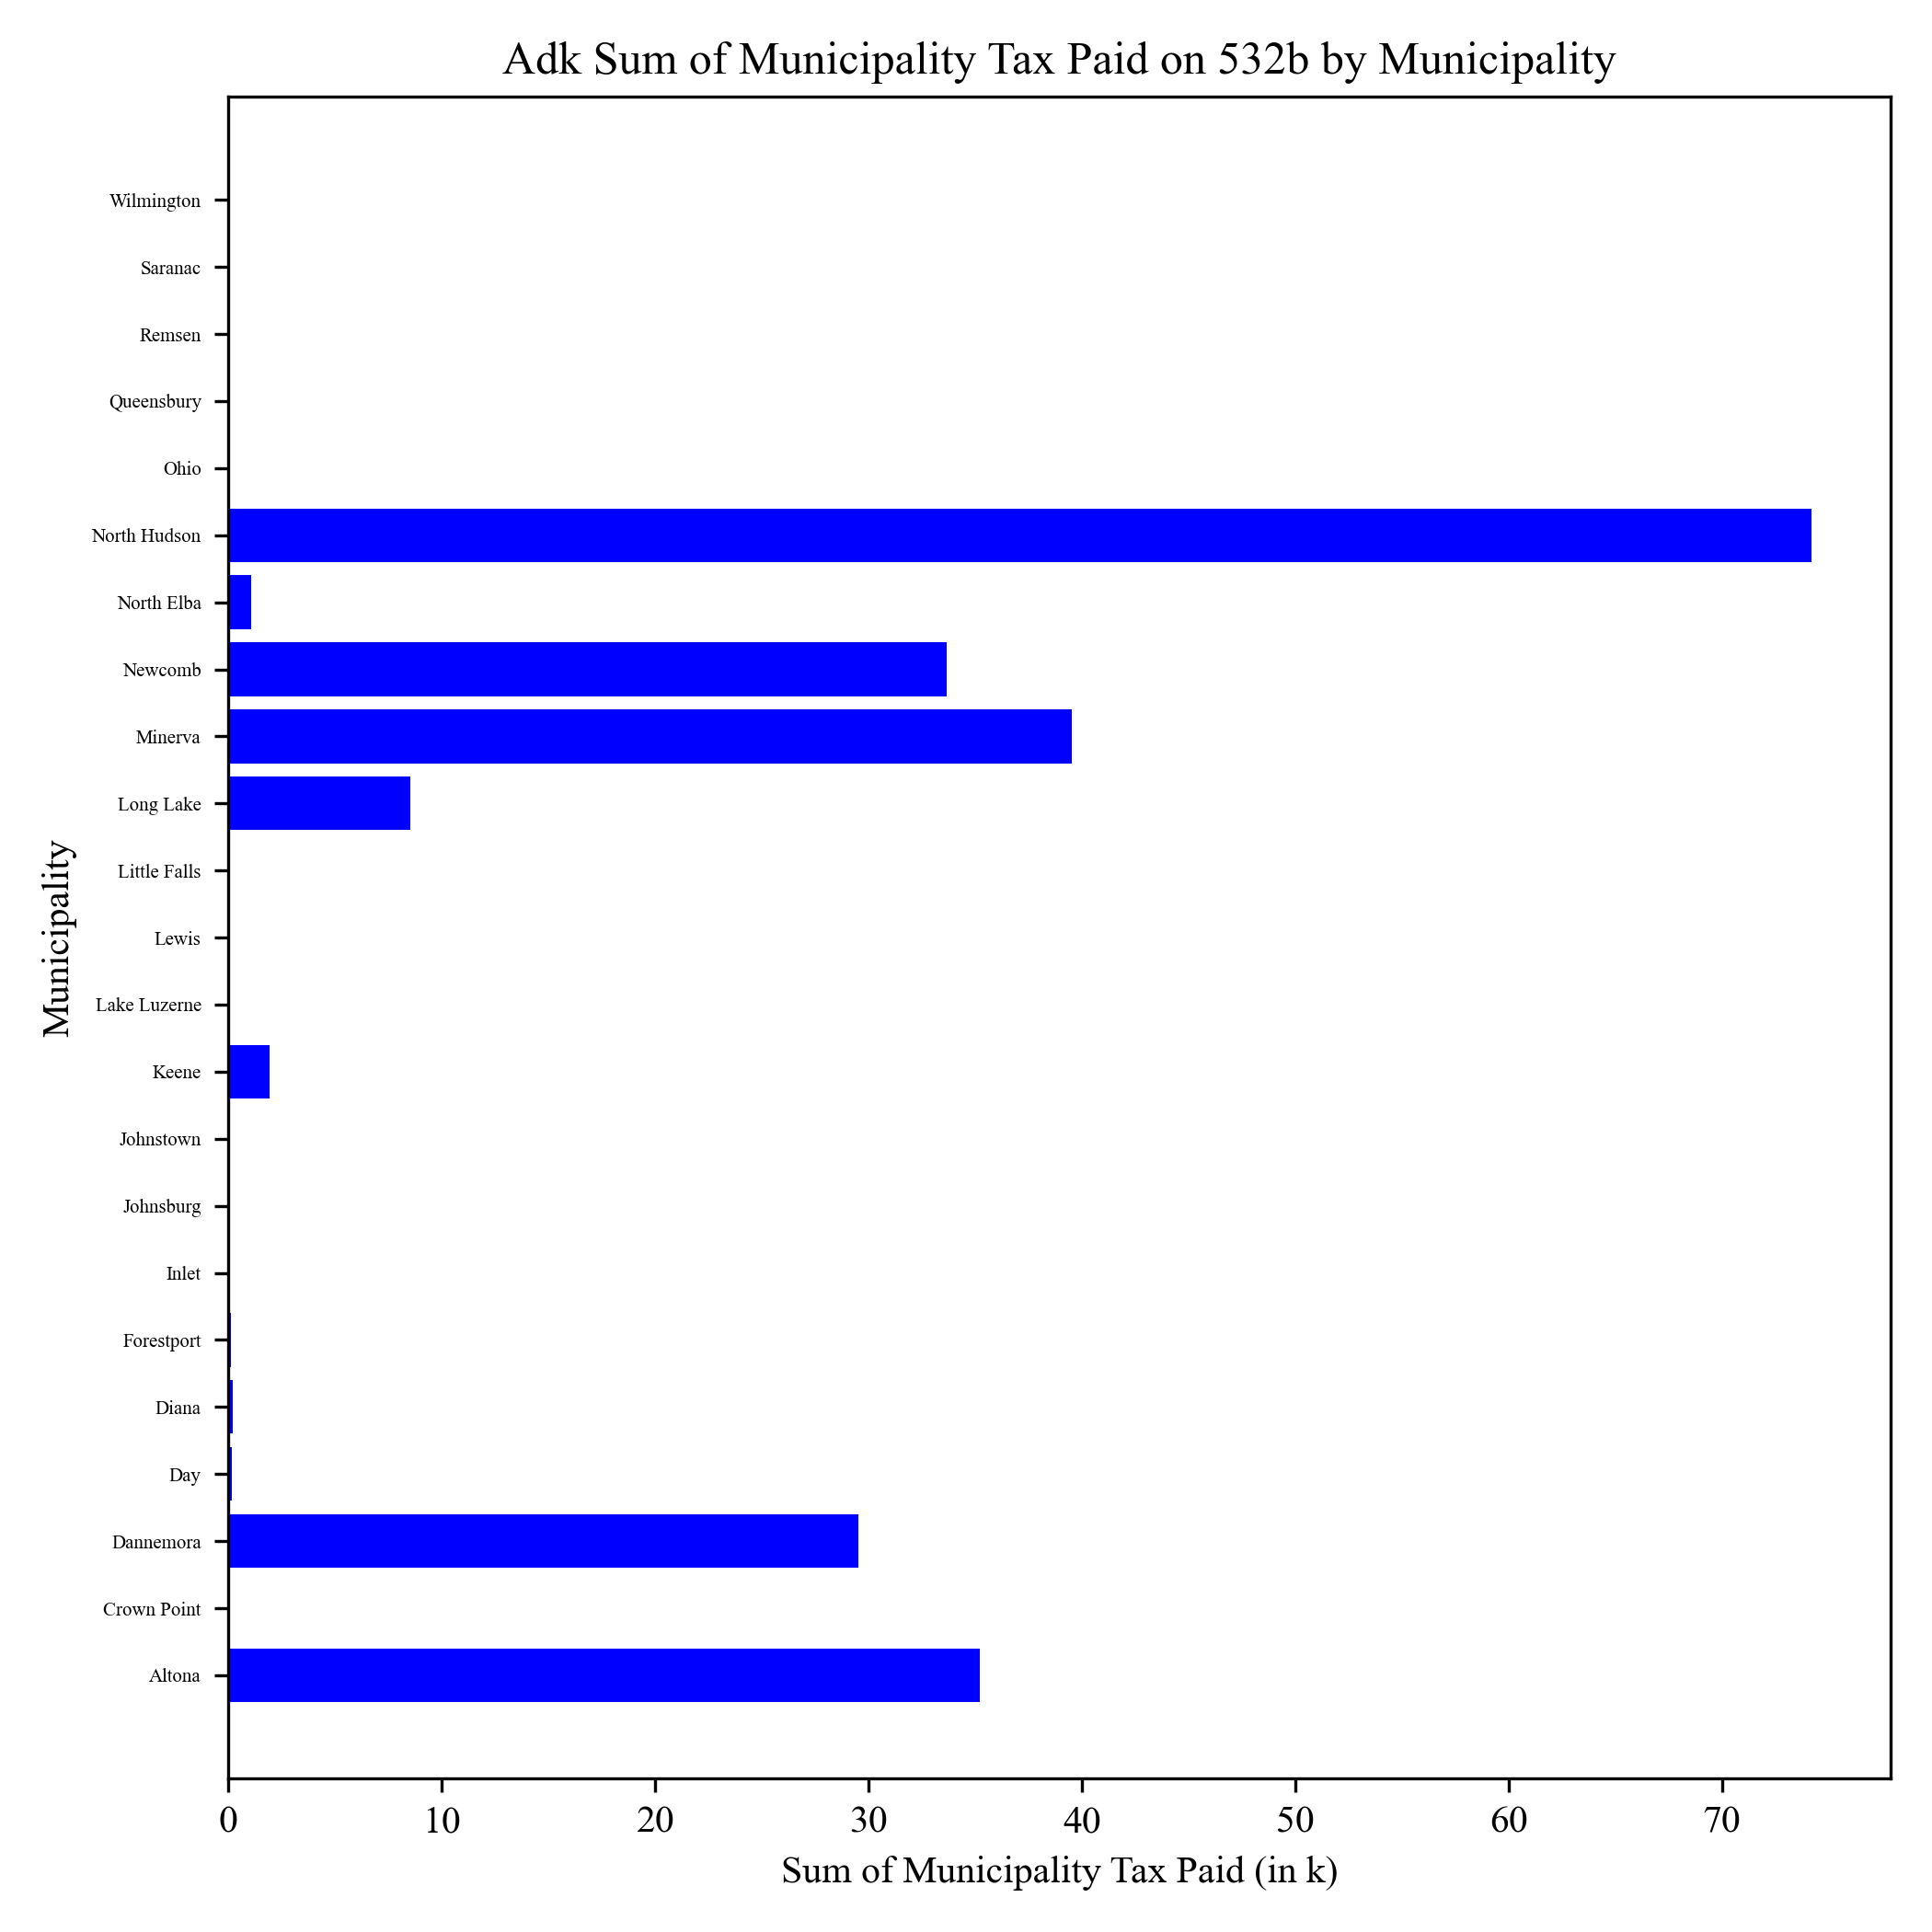 Adk Sum of Municipality Tax Paid on 532b by Municipality
Wilmington
Saranac
Remsen
Queensbury
Ohio
North Hudson
North Elba
Newcomb
Minerva
Long Lake
Little Falls
Lewis
Lake Luzerne
Keene
Johnstown
Johnsburg
Inlet
Forestport
Diana
Day
Dannemora
Crown Point
Altona
Municipality
0 10 20 30 40 50 60 70
Sum of Municipality Tax Paid (in k)